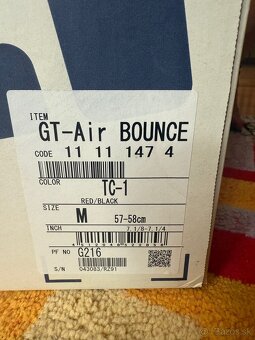 ITEM
GT-Air BOUNCE
CODE 11 11 147 4
COLOR TC-1
RED/BLACK
SIZE M 57-58cm
INCH 7.1/8-7.1/4
PF NO G216
S/N 043083/RZ91